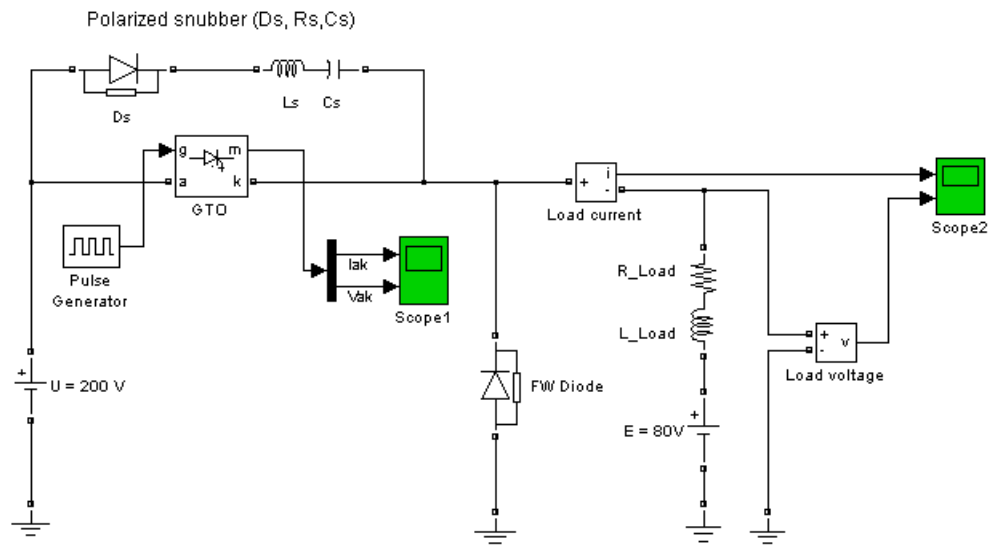 Polarized snubber (Ds, Rs,Cs)
Ds
Ls
Cs
g
m
a
k
GTO
Pulse
Generator
Iak
Vak
Scope1
+
i
-
Load current
Scope2
R_Load
L_Load
+
-
v
Load voltage
+
U = 200 V
FW Diode
+
E = 80V